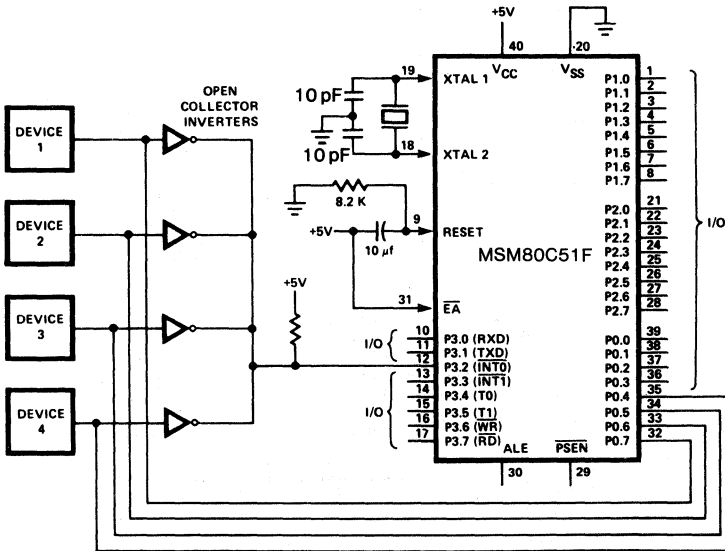 +5V
40
·20
VCC
VSS
19
XTAL 1
10 pF
10 pF
18
XTAL 2
8.2 K
9
RESET
+5V
10 μf
MSM80C51F
31
EA
OPEN
COLLECTOR
INVERTERS
DEVICE
1
DEVICE
2
DEVICE
3
DEVICE
4
+5V
I/O
10 P3.0 (RXD)
11 P3.1 (TXD)
12 P3.2 (INT0)
13 P3.3 (INT1)
14 P3.4 (T0)
15 P3.5 (T1)
16 P3.6 (WR)
17 P3.7 (RD)
I/O
ALE
PSEN
30
29
P1.0 1
P1.1 2
P1.2 3
P1.3 4
P1.4 5
P1.5 6
P1.6 7
P1.7 8
P2.0 21
P2.1 22
P2.2 23
P2.3 24
P2.4 25
P2.5 26
P2.6 27
P2.7 28
I/O
P0.0 39
P0.1 38
P0.2 37
P0.3 36
P0.4 35
P0.5 34
P0.6 33
P0.7 32